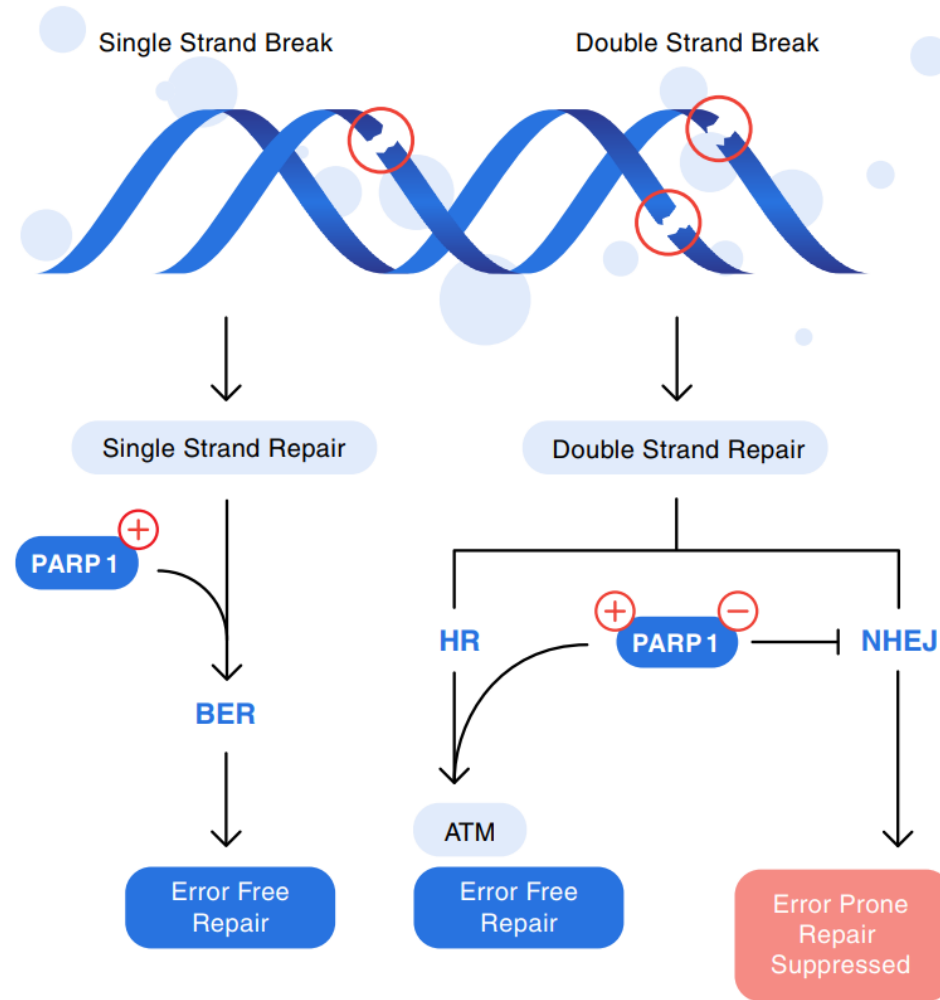 Single Strand Break
Double Strand Break
Single Strand Repair
Double Strand Repair
+
PARP 1
+
−
HR
PARP 1
NHEJ
BER
ATM
Error Free
Repair
Error Free
Repair
Error Prone
Repair
Suppressed